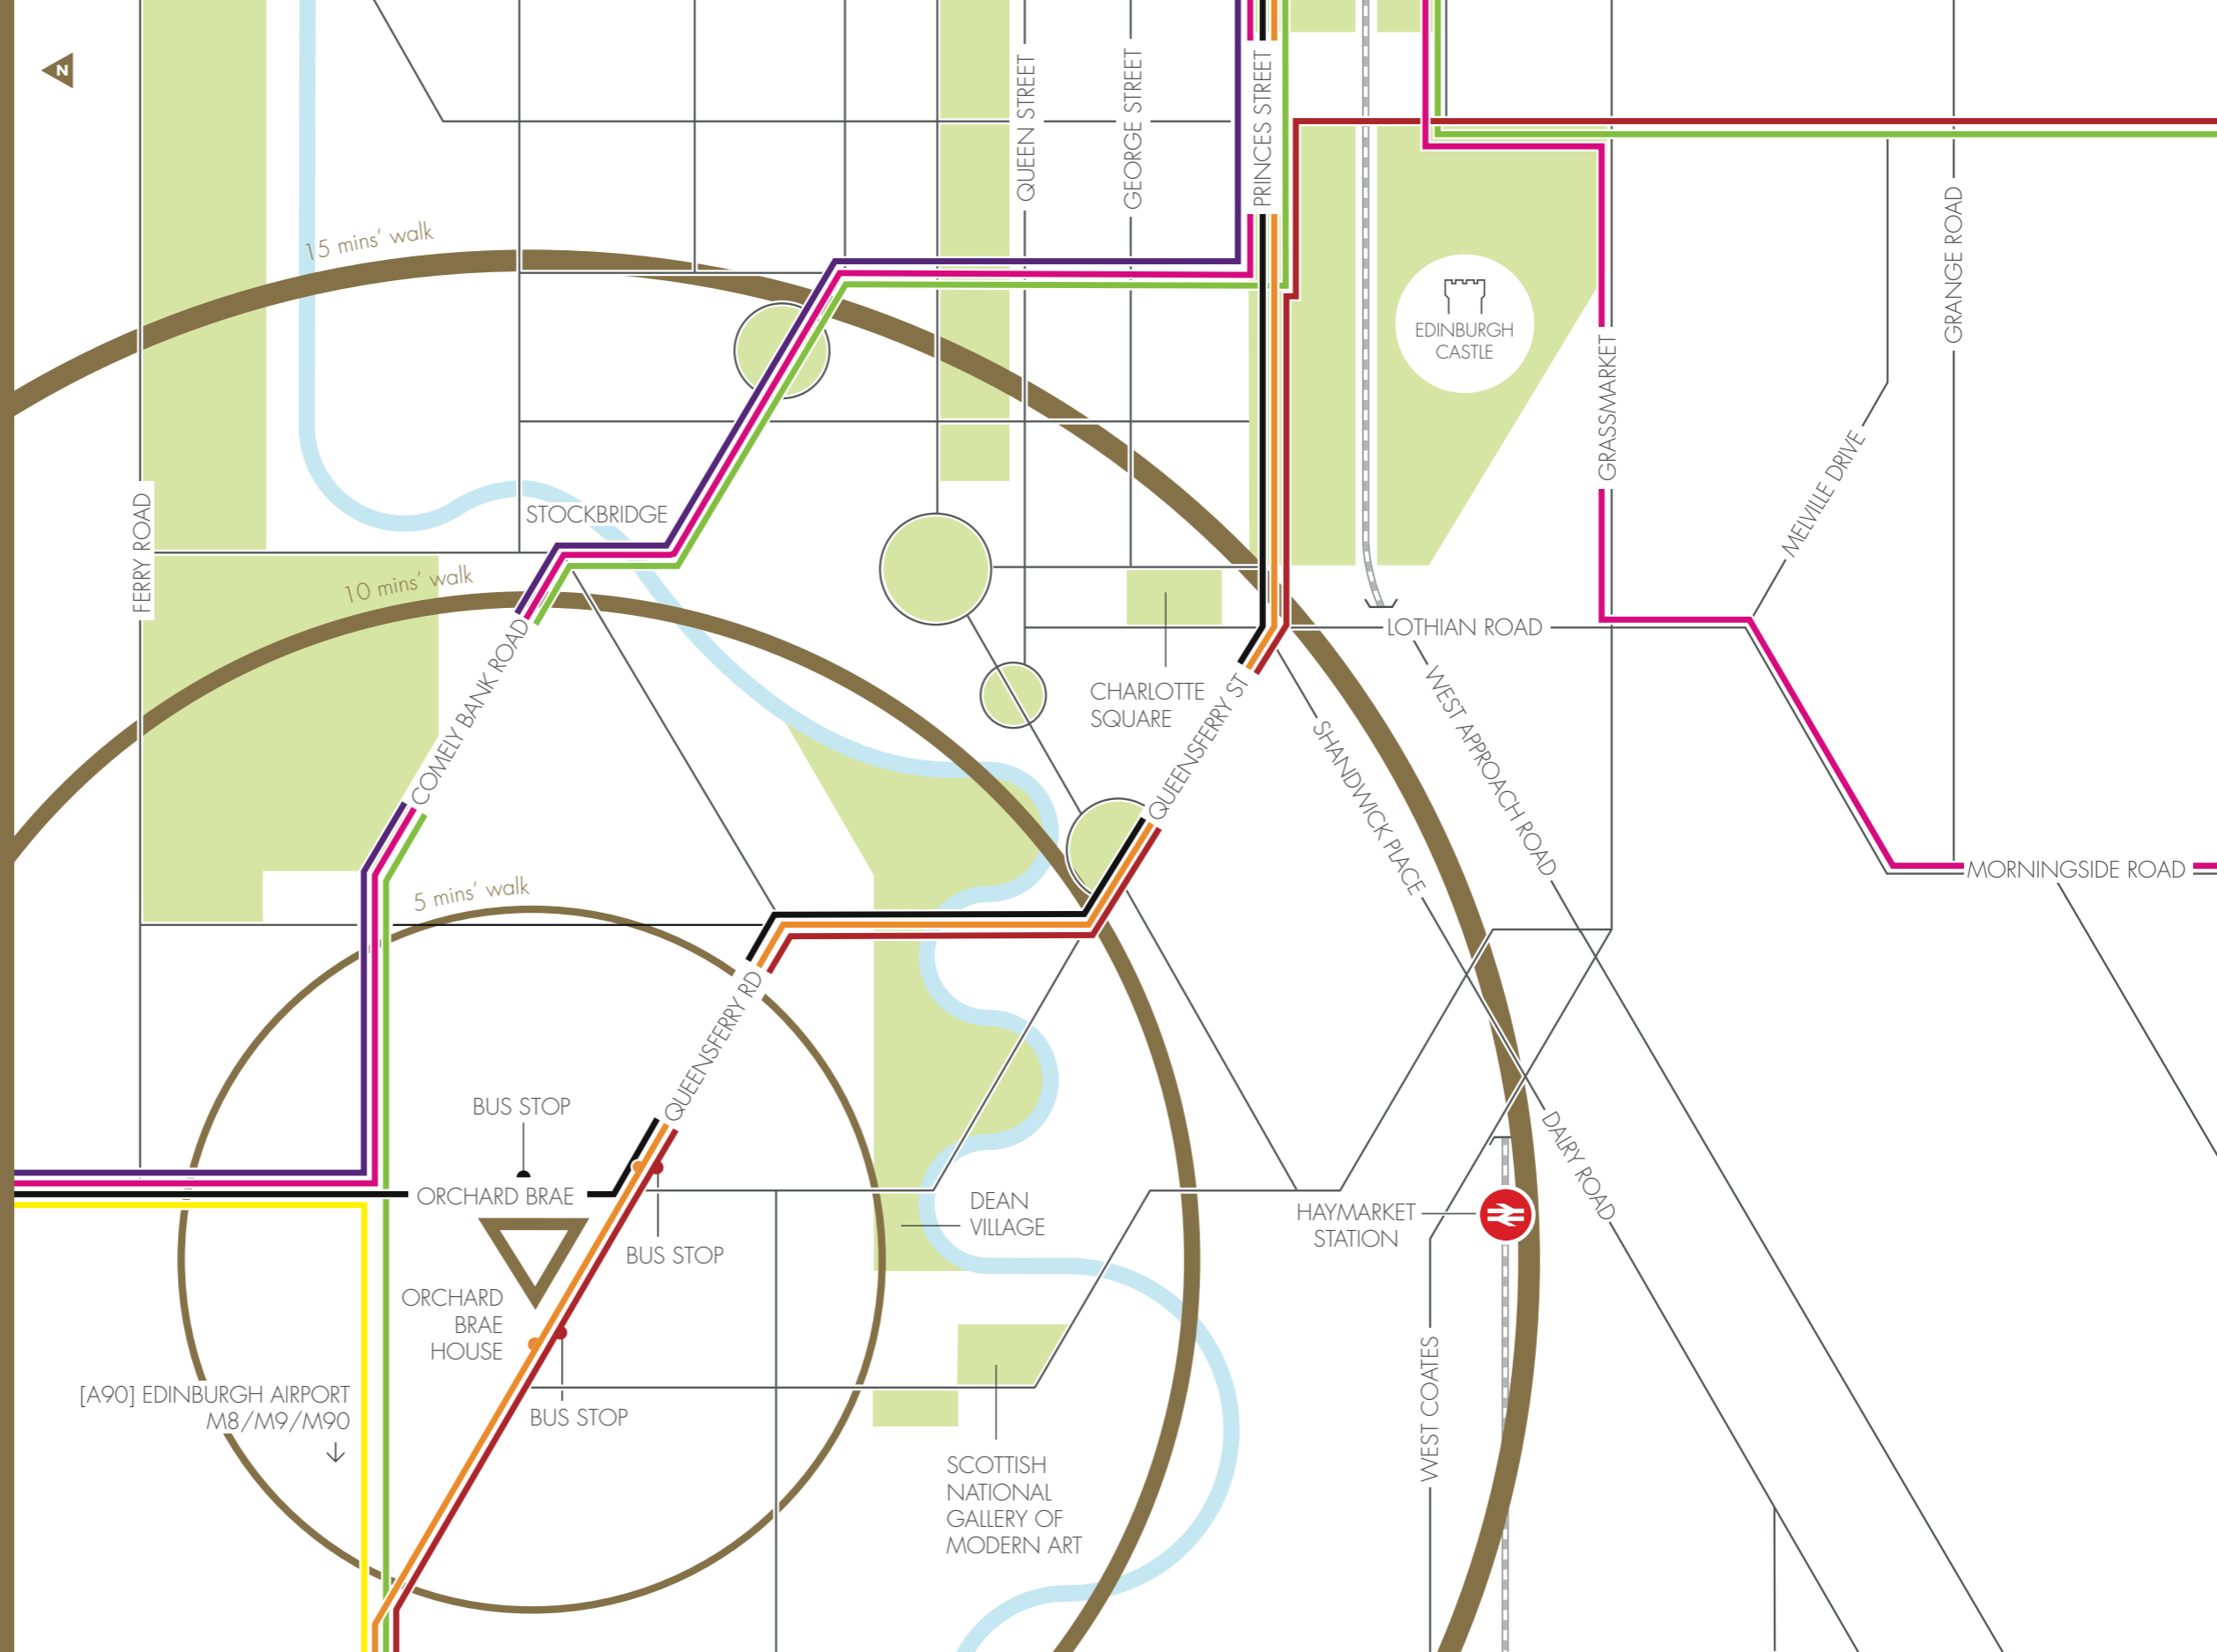 N
QUEEN STREET
GEORGE STREET
PRINCES STREET
15 mins' walk
GRANGE ROAD
EDINBURGH
CASTLE
GRASSMARKET
MELVILLE DRIVE
FERRY ROAD
STOCKBRIDGE
10 mins' walk
LOTHIAN ROAD
COMELY BANK ROAD
CHARLOTTE
SQUARE
QUEENSFERRY ST
WEST APPROACH ROAD
SHANDWICK PLACE
MORNINGSIDE ROAD
5 mins' walk
QUEENSFERRY RD
BUS STOP
ORCHARD BRAE
DEAN
VILLAGE
DALRY ROAD
HAYMARKET
STATION
BUS STOP
ORCHARD
BRAE
HOUSE
WEST COATES
[A90] EDINBURGH AIRPORT
M8/M9/M90
BUS STOP
SCOTTISH
NATIONAL
GALLERY OF
MODERN ART